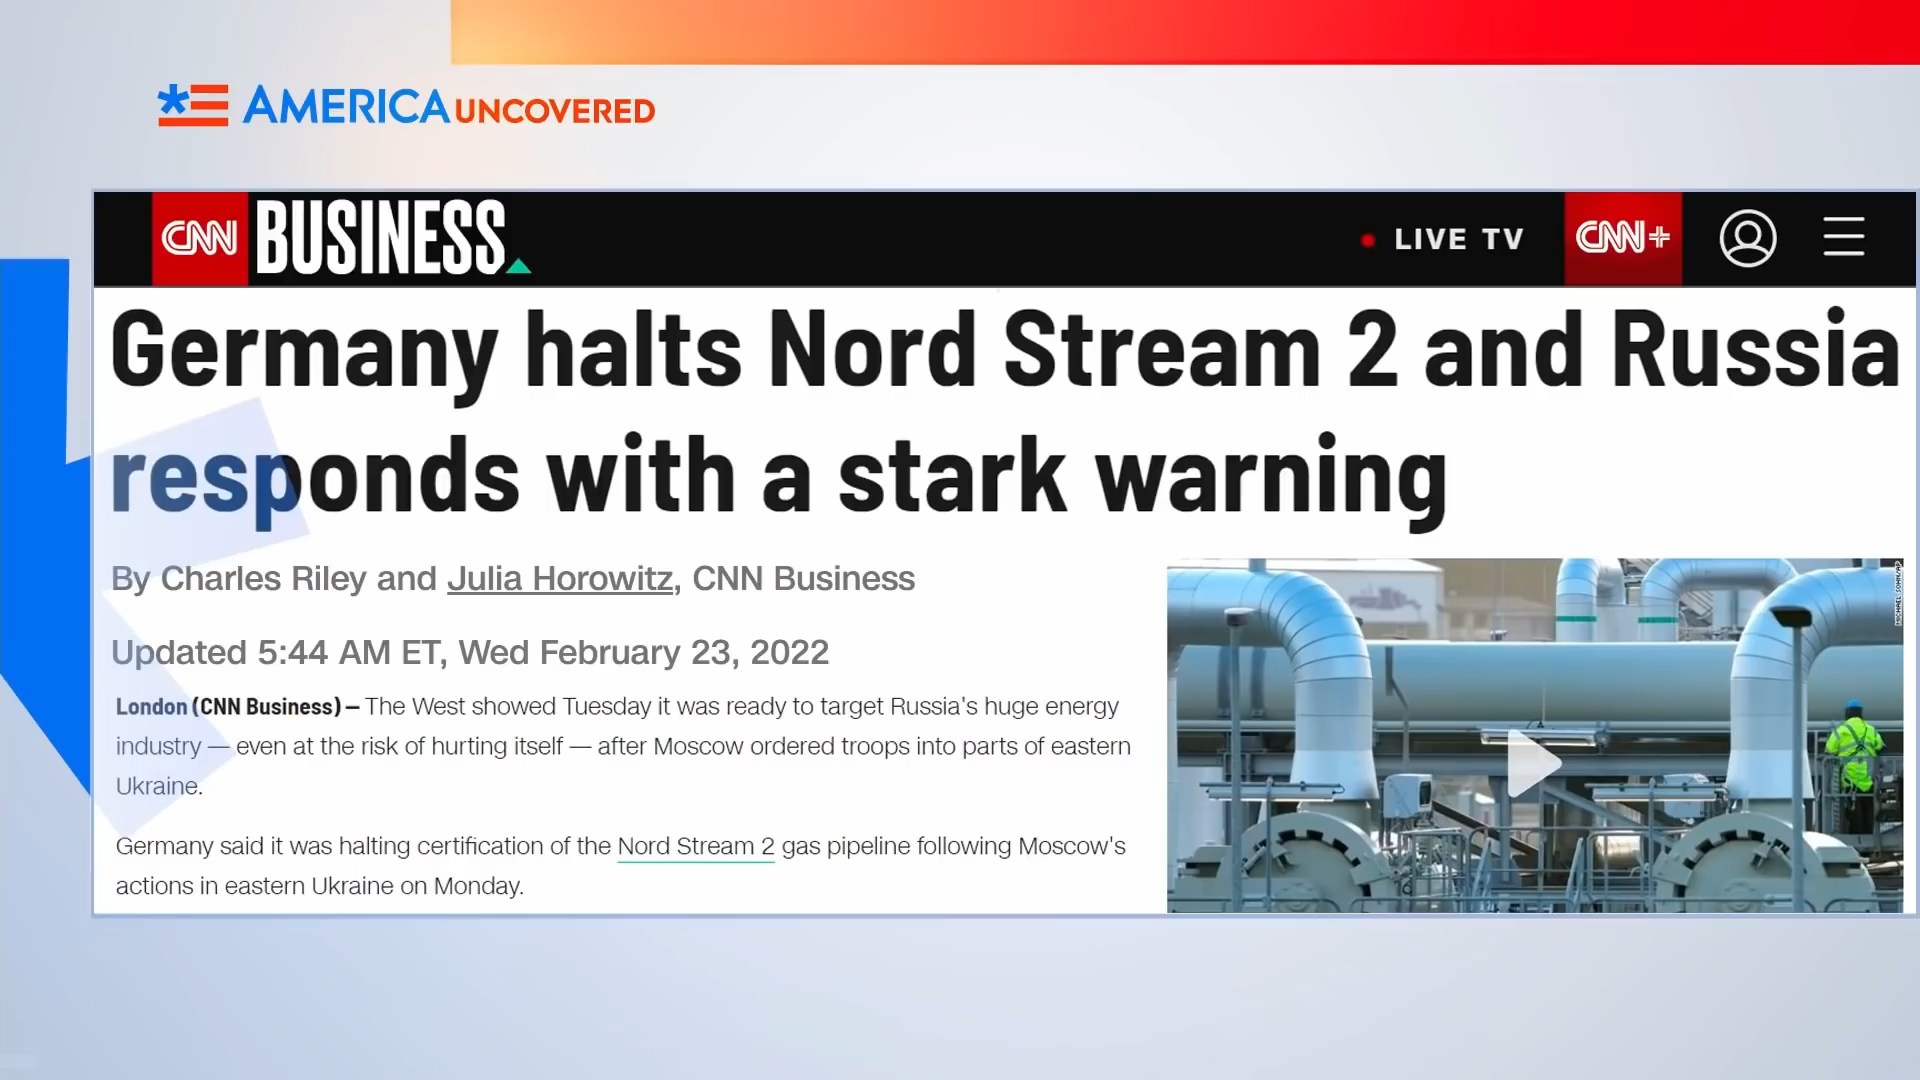 AMERICA UNCOVERED
CNN BUSINESS
LIVE TV
CNN+
Germany halts Nord Stream 2 and Russia
responds with a stark warning
By Charles Riley and Julia Horowitz, CNN Business
Updated 5:44 AM ET, Wed February 23, 2022
London (CNN Business) — The West showed Tuesday it was ready to target Russia's huge energy
industry — even at the risk of hurting itself — after Moscow ordered troops into parts of eastern
Ukraine.
Germany said it was halting certification of the Nord Stream 2 gas pipeline following Moscow's
actions in eastern Ukraine on Monday.
MICHAEL SOHN/AP